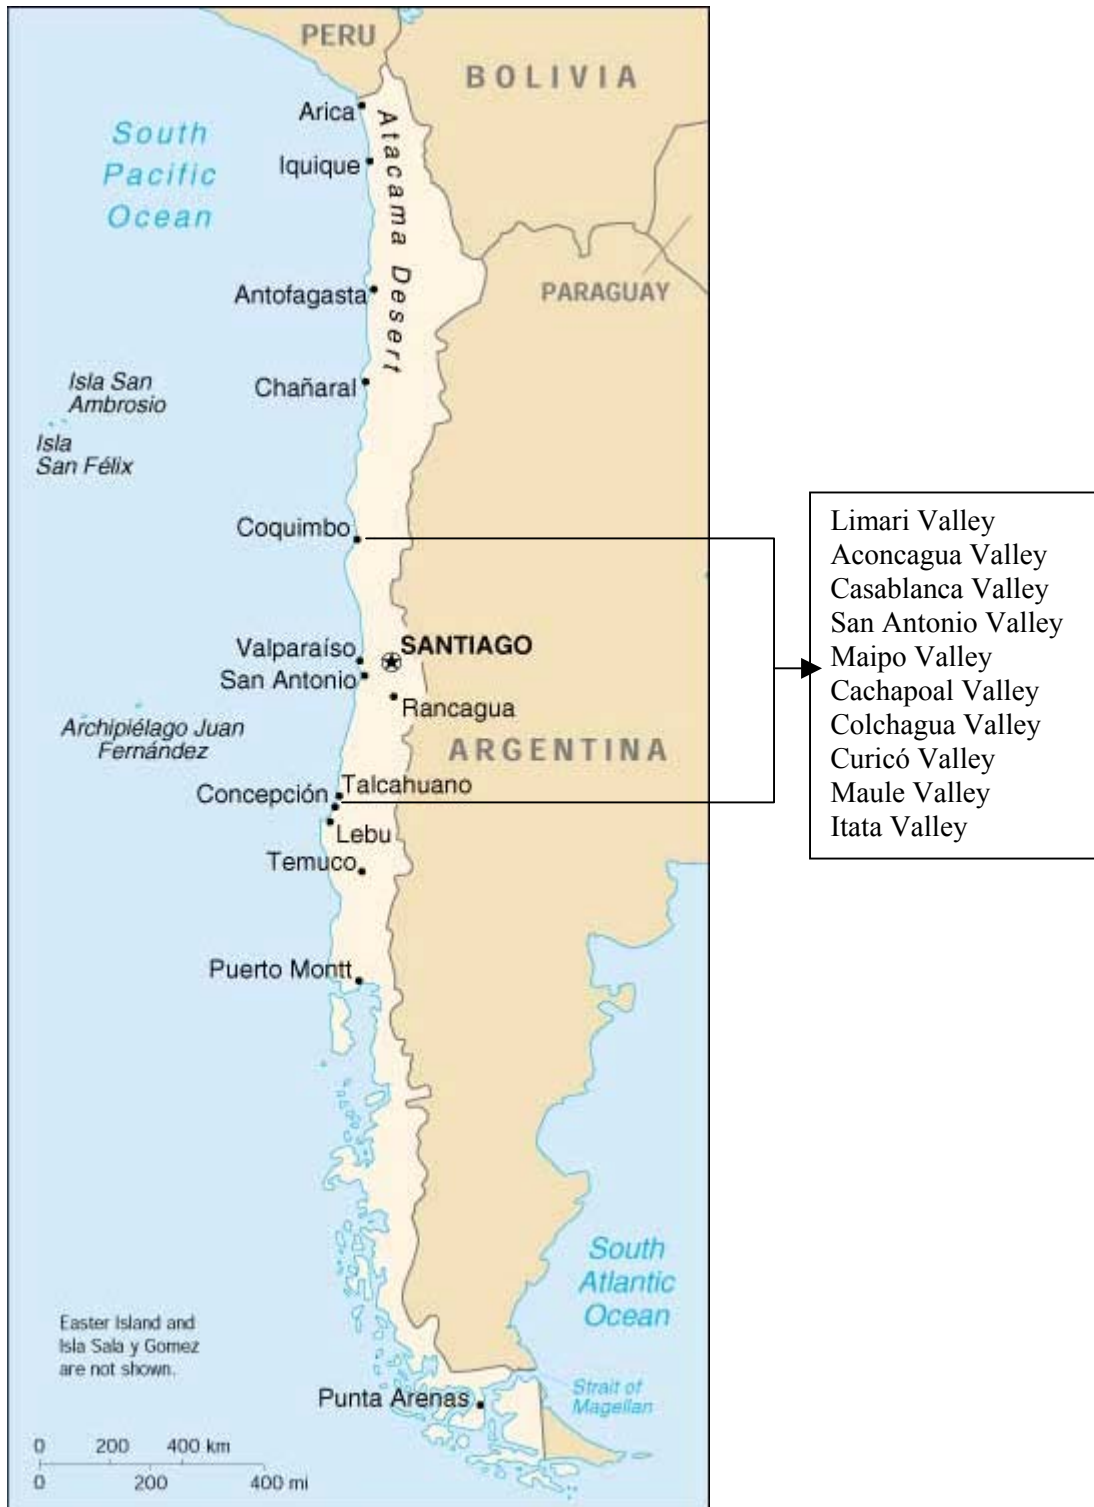 PERU
BOLIVIA
Arica
South
Pacific
Ocean
Iquique
Atacama Desert
PARAGUAY
Antofagasta
Isla San
Ambrosio
Chañaral
Isla
San Félix
Coquimbo
Valparaíso
SANTIAGO
San Antonio
Rancagua
Archipiélago Juan
Fernández
ARGENTINA
Talcahuano
Concepción
Lebu
Temuco
Puerto Montt
South
Atlantic
Ocean
Easter Island and
Isla Sala y Gomez
are not shown.
Punta Arenas
Strait of
Magellan
0 200 400 km
0 200 400 mi
Limari Valley
Aconcagua Valley
Casablanca Valley
San Antonio Valley
Maipo Valley
Cachapoal Valley
Colchagua Valley
Curicó Valley
Maule Valley
Itata Valley